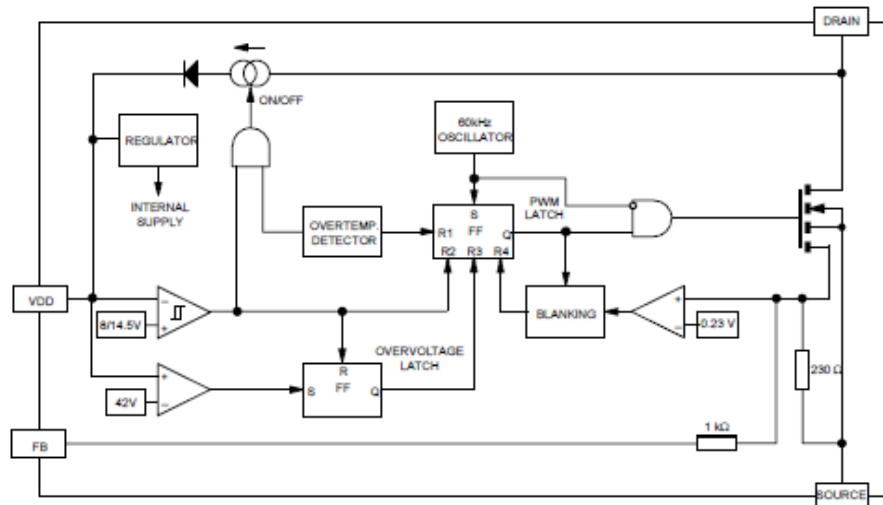 DRAIN
ON/OFF
60kHz
OSCILLATOR
REGULATOR
INTERNAL
SUPPLY
PWM
LATCH
OVERTEMP.
DETECTOR
S
R1
FF
Q
R2
R3
R4
VDD
8/14.5V
−
+
BLANKING
+
−
0.23 V
OVERVOLTAGE
LATCH
R
FF
S
Q
+
−
42V
230 Ω
1 kΩ
FB
SOURCE